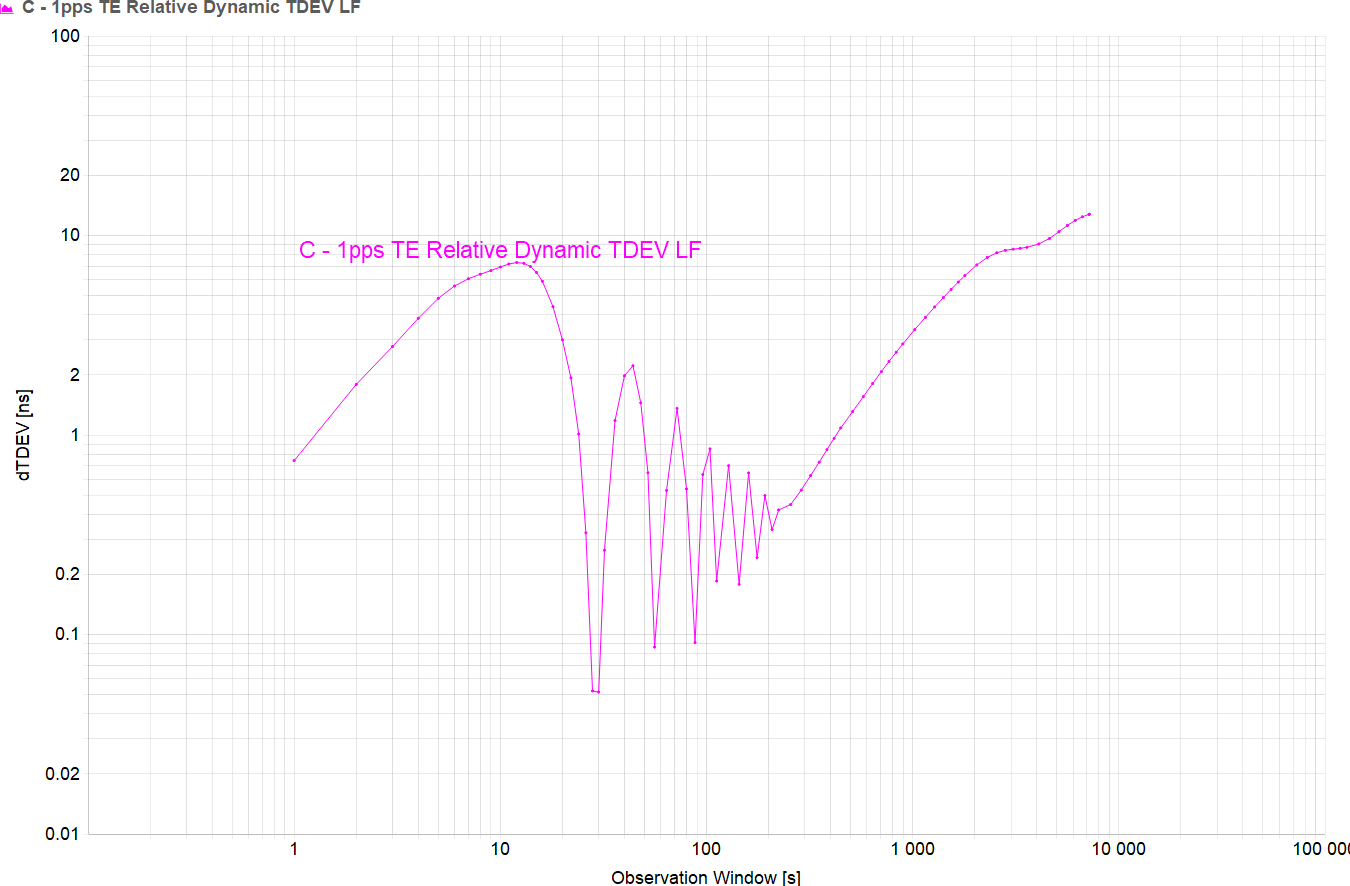 C - 1pps TE Relative Dynamic TDEV LF
100
20
10
C - 1pps TE Relative Dynamic TDEV LF
2
dTDEV [ns]
1
0.2
0.1
0.02
0.01
1 10 100 1 000 10 000 100 000
Observation Window [s]